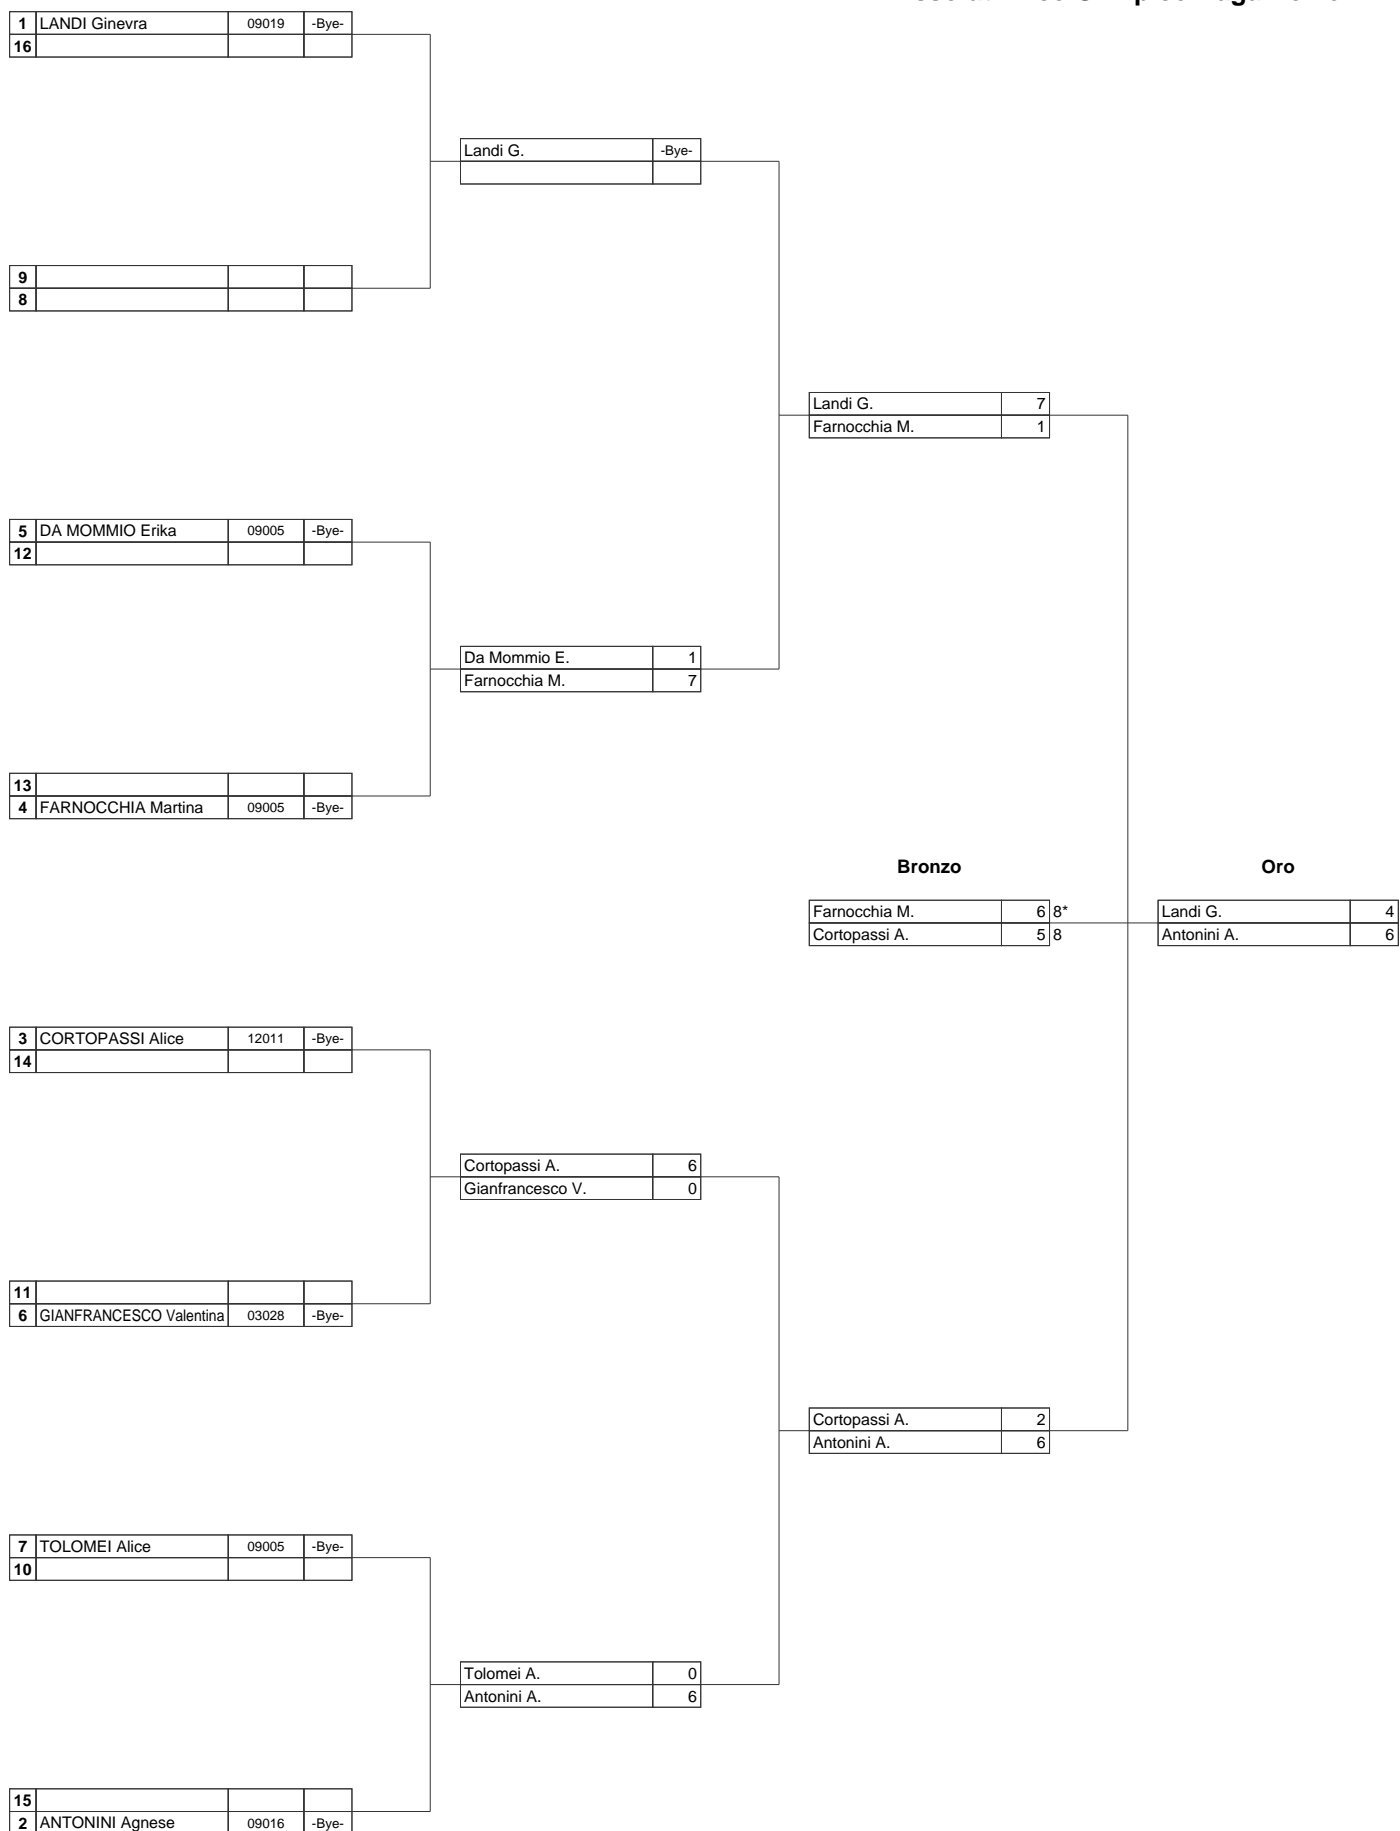 1 LANDI Ginevra 09019 -Bye-
16
Landi G. -Bye-
9
8
Landi G. 7
Farnocchia M. 1
5 DA MOMMIO Erika 09005 -Bye-
12
Da Mommio E. 1
Farnocchia M. 7
13
4 FARNOCCHIA Martina 09005 -Bye-
Bronzo Oro
Farnocchia M. 6 8* Landi G. 4
Cortopassi A. 5 8 Antonini A. 6
3 CORTOPASSI Alice 12011 -Bye-
14
Cortopassi A. 6
Gianfrancesco V. 0
11
6 GIANFRANCESCO Valentina 03028 -Bye-
Cortopassi A. 2
Antonini A. 6
7 TOLOMEI Alice 09005 -Bye-
10
Tolomei A. 0
Antonini A. 6
15
2 ANTONINI Agnese 09016 -Bye-